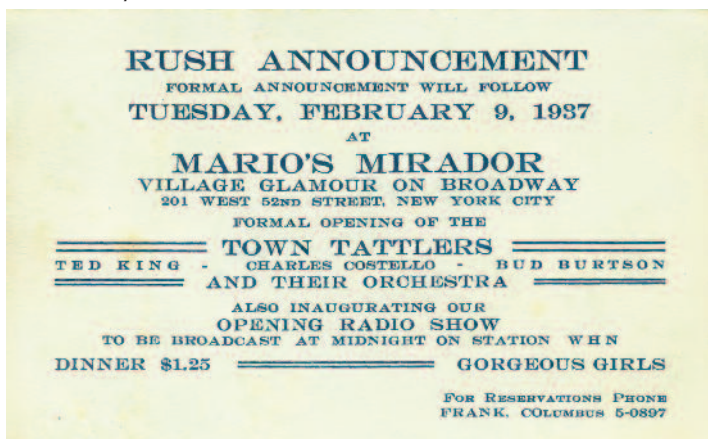 RUSH ANNOUNCEMENT
FORMAL ANNOUNCEMENT WILL FOLLOW
TUESDAY, FEBRUARY 9, 1937
AT
MARIO'S MIRADOR
VILLAGE GLAMOUR ON BROADWAY
201 WEST 52ND STREET, NEW YORK CITY
FORMAL OPENING OF THE
TOWN TATTLERS
TED KING - CHARLES COSTELLO - BUD BURTSON
AND THEIR ORCHESTRA
ALSO INAUGURATING OUR
OPENING RADIO SHOW
TO BE BROADCAST AT MIDNIGHT ON STATION WHN
DINNER $1.25 GORGEOUS GIRLS
FOR RESERVATIONS PHONE
FRANK, COLUMBUS 5-0897